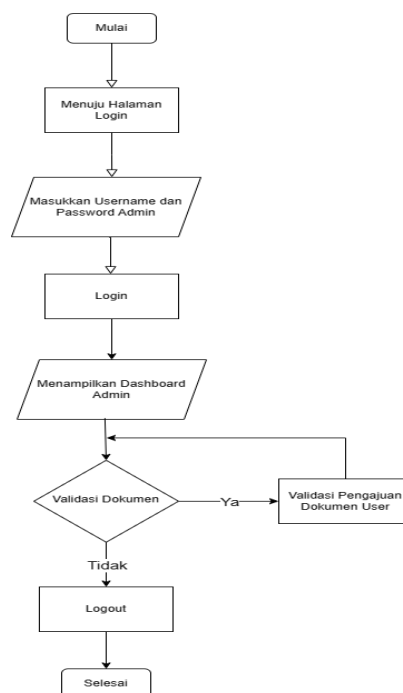 Mulai
Menuju Halaman
Login
Masukkan Username dan
Password Admin
Login
Menampilkan Dashboard
Admin
Validasi Dokumen
Ya
Validasi Pengajuan
Dokumen User
Tidak
Logout
Selesai